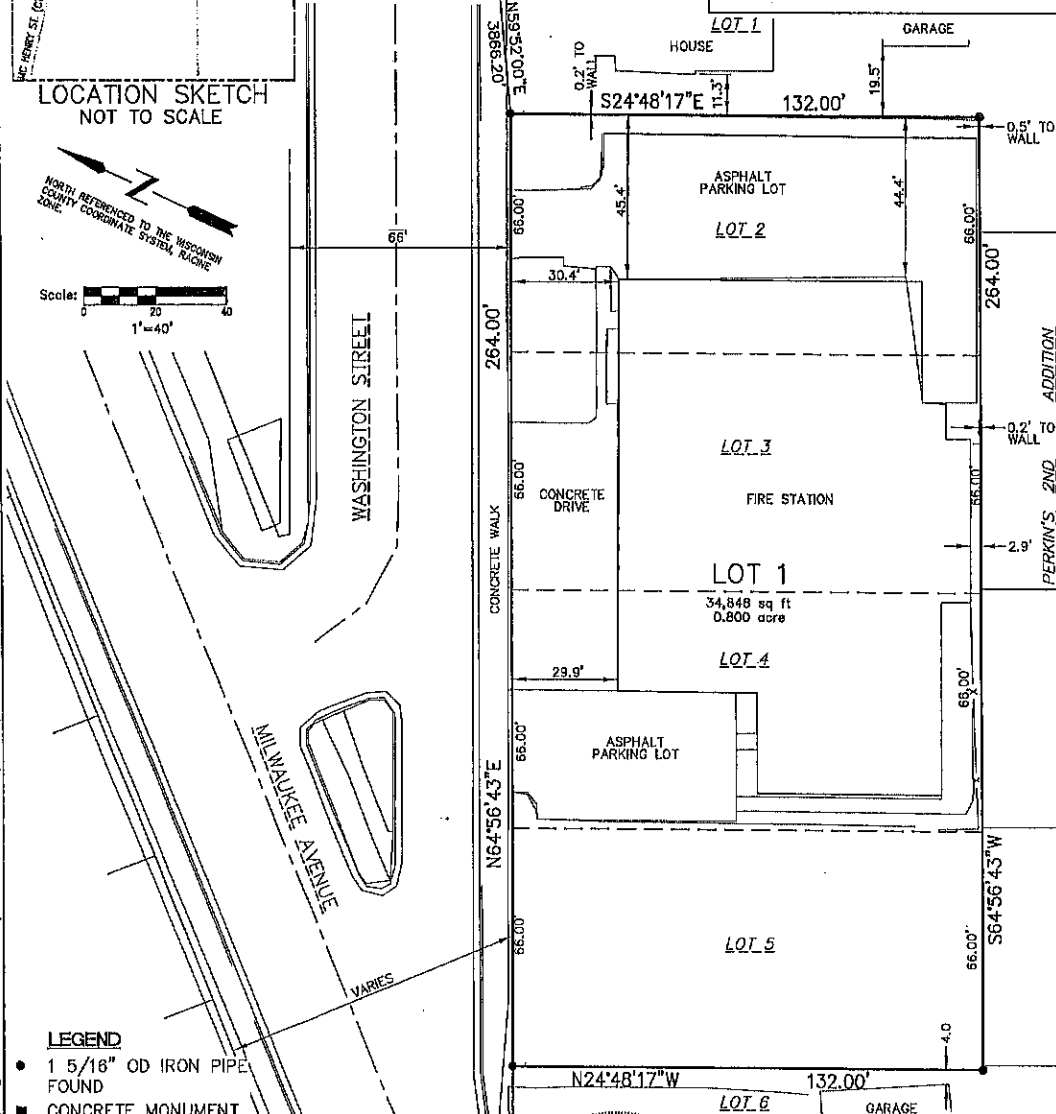 LOT 1
GARAGE
HOUSE
MC HENRY ST.
N59°52'00"E
3866.20'
0.2' TO
WALL
11.3'
19.5'
LOCATION SKETCH
NOT TO SCALE
S24°48'17"E
132.00'
0.5' TO
WALL
NORTH REFERENCED TO THE WISCONSIN
COUNTY COORDINATE SYSTEM, RACINE
ZONE.
ASPHALT
PARKING LOT
LOT 2
45.4'
44.4'
66.00'
66.00'
66'
264.00'
30.4'
Scale:
0 20 40
1"=40'
264.00'
WASHINGTON STREET
PERKIN'S 2ND ADDITION
LOT 3
0.2' TO
WALL
66.00'
66.00'
CONCRETE
DRIVE
FIRE STATION
CONCRETE WALK
2.9'
LOT 1
34,848 sq ft
0.800 acre
LOT 4
29.9'
66.00'
66.00'
ASPHALT
PARKING LOT
MILWAUKEE AVENUE
N64°56'43"E
S64°56'43"W
LOT 5
66.00'
66.00'
VARIES
4.0
LEGEND
1 5/16" OD IRON PIPE
FOUND
CONCRETE MONUMENT
N24°48'17"W
132.00'
LOT 6
GARAGE